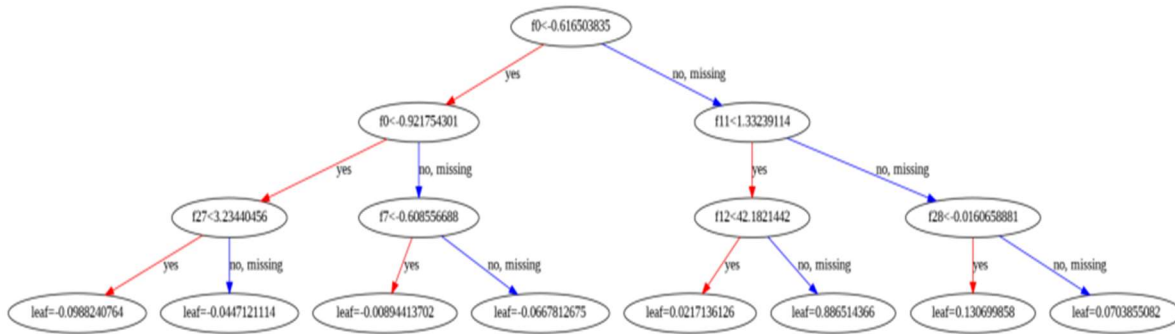 f0<-0.616503835
yes
no, missing
f0<-0.921754301
f11<1.33239114
yes
no, missing
yes
no, missing
f27<3.23440456
f7<-0.608556688
f12<42.1821442
f28<-0.0160658881
yes
no, missing
yes
no, missing
yes
no, missing
yes
no, missing
leaf=-0.0988240764
leaf=-0.0447121114
leaf=-0.00894413702
leaf=-0.0667812675
leaf=0.0217136126
leaf=0.886514366
leaf=0.130699858
leaf=0.0703855082